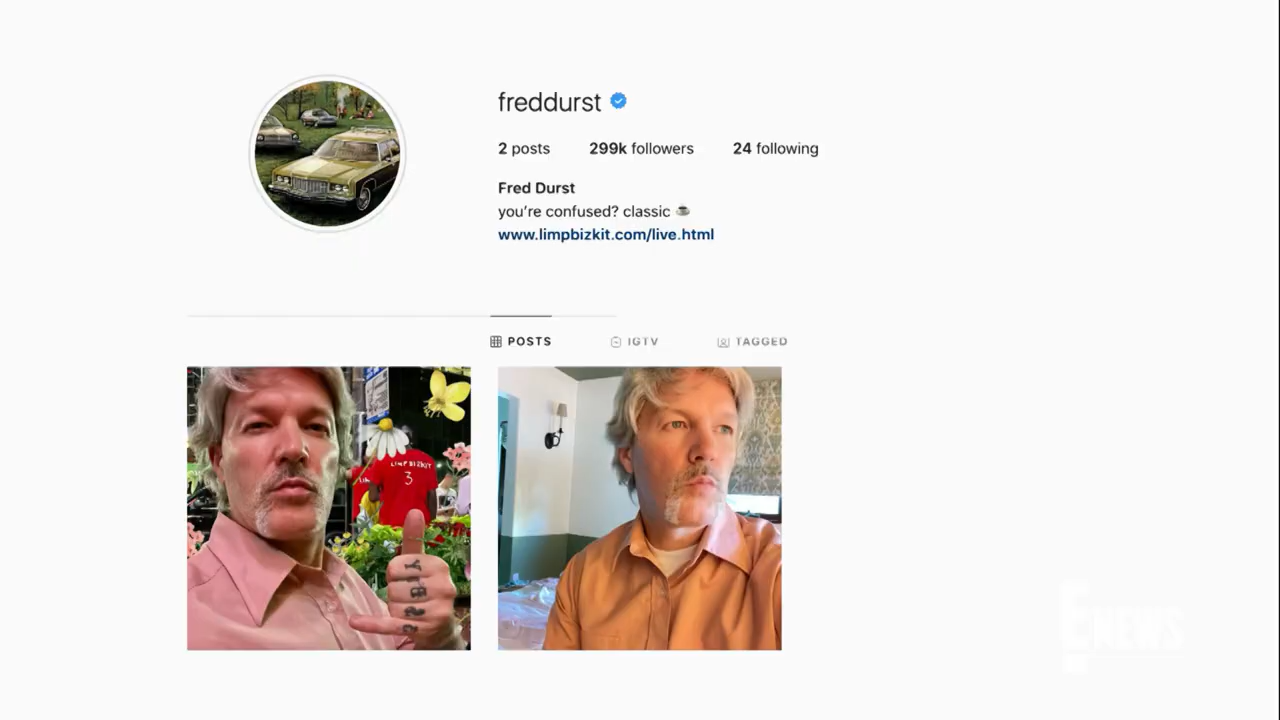 freddurst
2 posts 299k followers 24 following
Fred Durst
you're confused? classic ☕
www.limpbizkit.com/live.html
POSTS IGTV TAGGED
LIMP BIZKIT
3
E NEWS